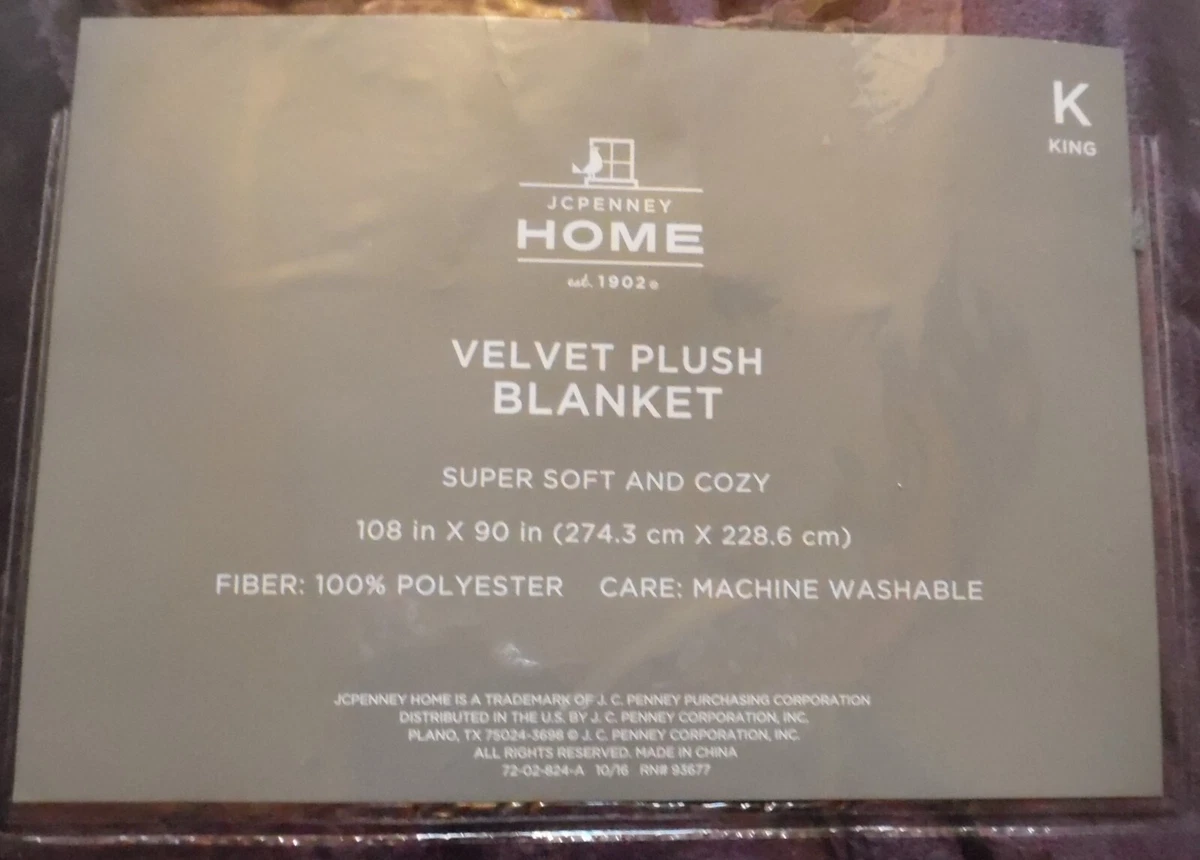 K
KING
JCPENNEY
HOME
est. 1902®
VELVET PLUSH
BLANKET
SUPER SOFT AND COZY
108 in X 90 in (274.3 cm X 228.6 cm)
FIBER: 100% POLYESTER CARE: MACHINE WASHABLE
JCPENNEY HOME IS A TRADEMARK OF J. C. PENNEY PURCHASING CORPORATION
DISTRIBUTED IN THE U.S. BY J. C. PENNEY CORPORATION, INC.
PLANO, TX 75024-3698 © J. C. PENNEY CORPORATION, INC.
ALL RIGHTS RESERVED. MADE IN CHINA
72-02-824-A 10/16 RN# 93677